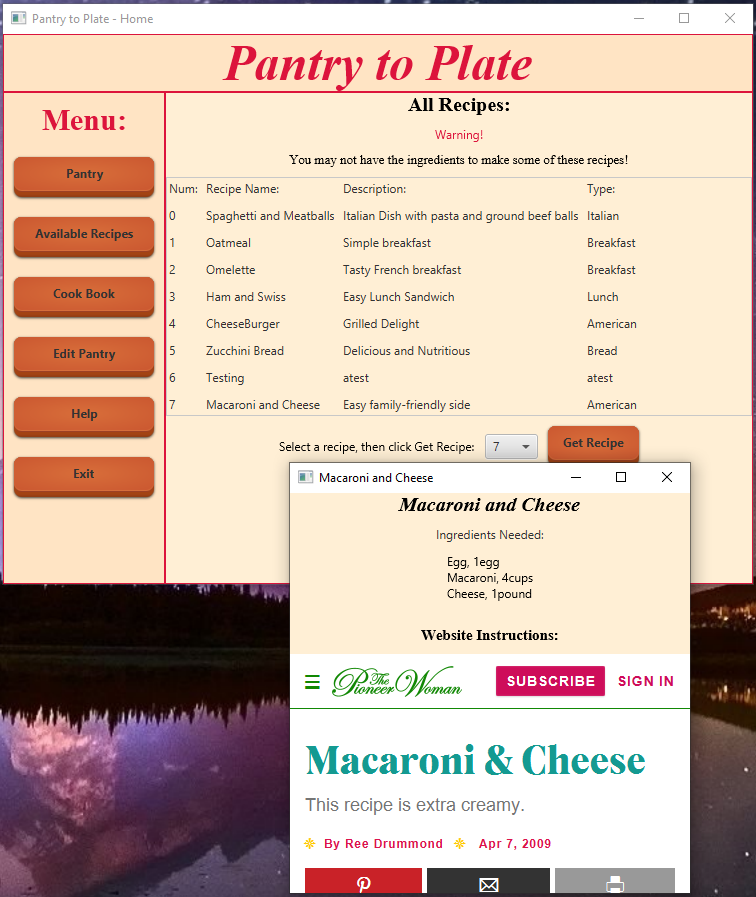 Pantry to Plate - Home
Pantry to Plate
Menu:
Pantry
Available Recipes
Cook Book
Edit Pantry
Help
Exit
All Recipes:
Warning!
You may not have the ingredients to make some of these recipes!
Num: Recipe Name: Description: Type:
0 Spaghetti and Meatballs Italian Dish with pasta and ground beef balls Italian
1 Oatmeal Simple breakfast Breakfast
2 Omelette Tasty French breakfast Breakfast
3 Ham and Swiss Easy Lunch Sandwich Lunch
4 CheeseBurger Grilled Delight American
5 Zucchini Bread Delicious and Nutritious Bread
6 Testing atest atest
7 Macaroni and Cheese Easy family-friendly side American
Select a recipe, then click Get Recipe: 7 Get Recipe
Macaroni and Cheese
Macaroni and Cheese
Ingredients Needed:
Egg, 1egg
Macaroni, 4cups
Cheese, 1pound
Website Instructions:
The Pioneer Woman SUBSCRIBE SIGN IN
Macaroni & Cheese
This recipe is extra creamy.
By Ree Drummond Apr 7, 2009